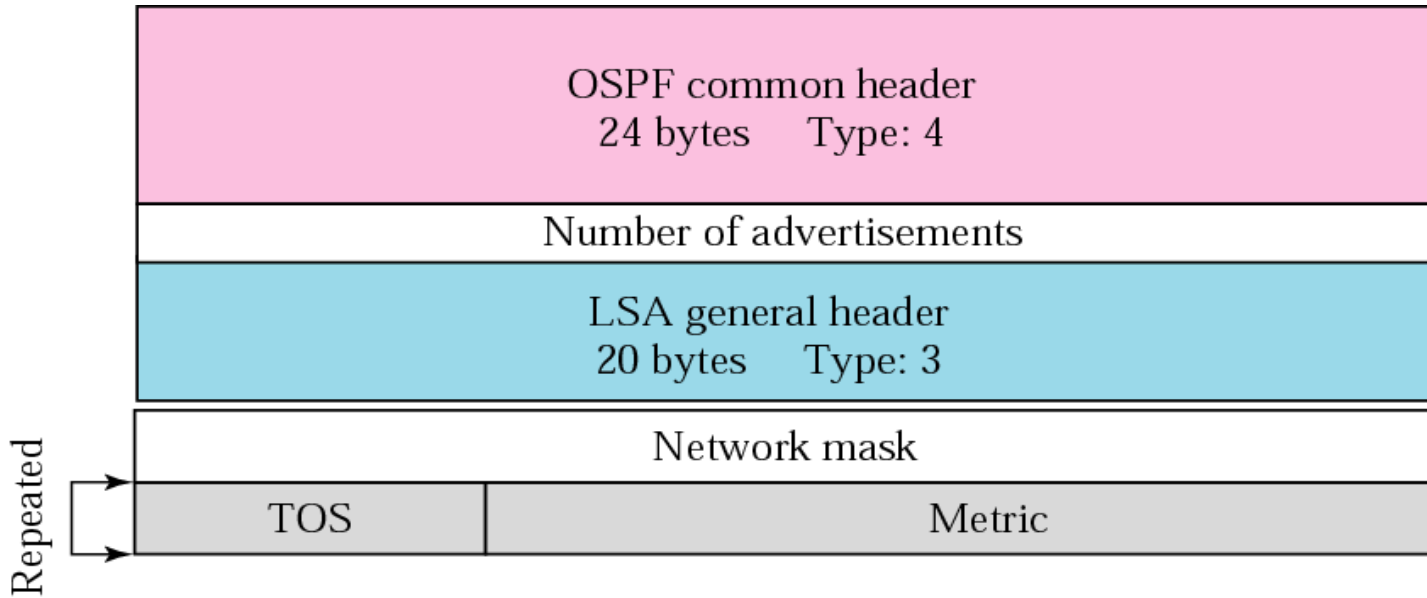 OSPF common header
24 bytes Type: 4
Number of advertisements
LSA general header
20 bytes Type: 3
Network mask
Repeated
TOS Metric